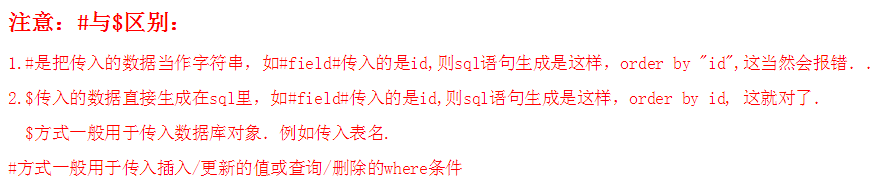 注意：#与$区别：
1.#是把传入的数据当作字符串，如#field#传入的是id,则sql语句生成是这样，order by "id",这当然会报错．．
2.$传入的数据直接生成在sql里，如#field#传入的是id,则sql语句生成是这样，order by id, 这就对了．
$方式一般用于传入数据库对象．例如传入表名.
#方式一般用于传入插入/更新的值或查询/删除的where条件